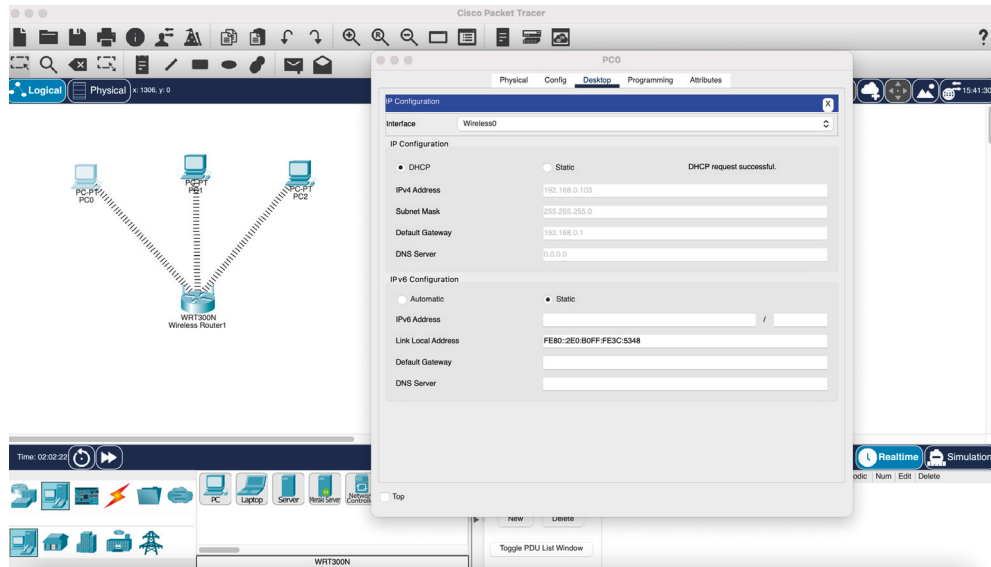 Cisco Packet Tracer
?
Logical
Physical
x: 1306, y: 0
15:41:30
PC0
Physical Config Desktop Programming Attributes
IP Configuration
X
Interface Wireless0
IP Configuration
DHCP Static DHCP request successful.
IPv4 Address 192.168.0.103
Subnet Mask 255.255.255.0
Default Gateway 192.168.0.1
DNS Server 0.0.0.0
IPv6 Configuration
Automatic Static
IPv6 Address /
Link Local Address FE80::2E0:B0FF:FE3C:5348
Default Gateway
DNS Server
Top
PC-PT
PC0
PC-PT
PC-PT
PC2
WRT300N
Wireless Router1
Time: 02:02:22
Realtime
Simulation
odic Num Edit Delete
PC
Laptop
Server
Meraki Server
Network
New
Delete
Toggle PDU List Window
WRT300N